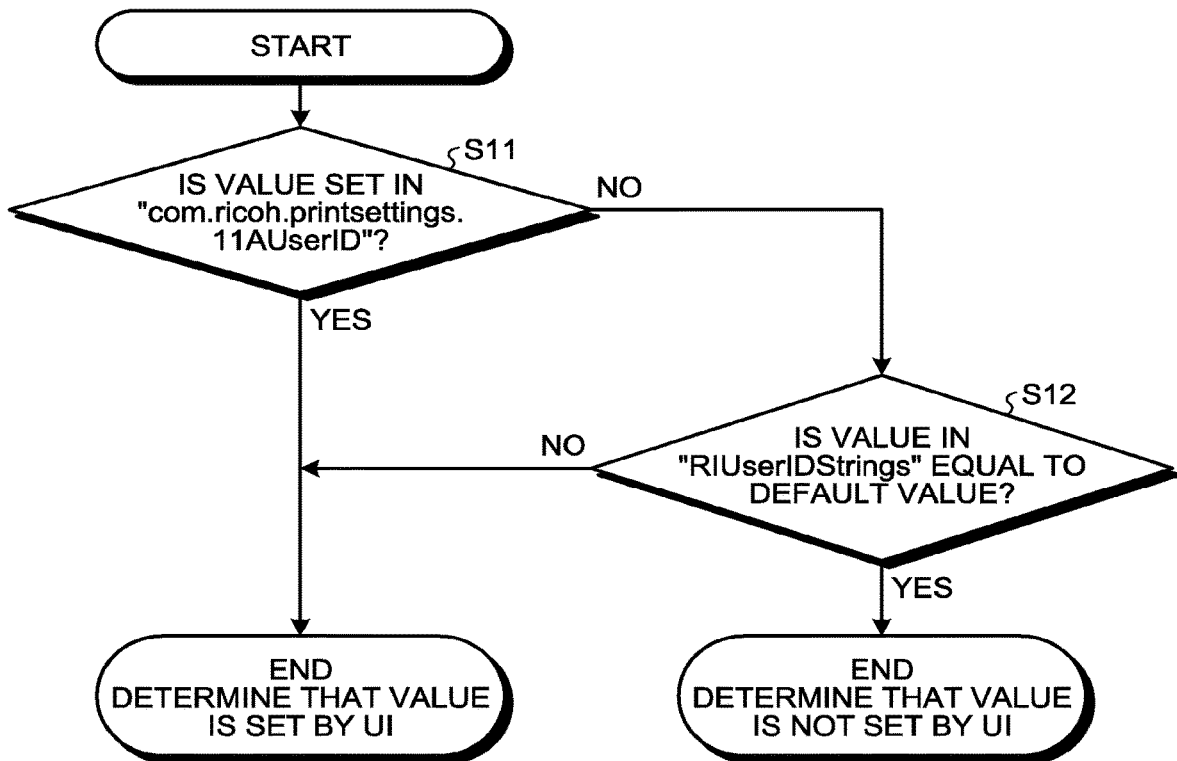 START
S11
IS VALUE SET IN
"com.ricoh.printsettings.
11AUserID"?
NO
YES
S12
IS VALUE IN
"RIUserIDStrings" EQUAL TO
DEFAULT VALUE?
NO
YES
END
DETERMINE THAT VALUE
IS SET BY UI
END
DETERMINE THAT VALUE
IS NOT SET BY UI